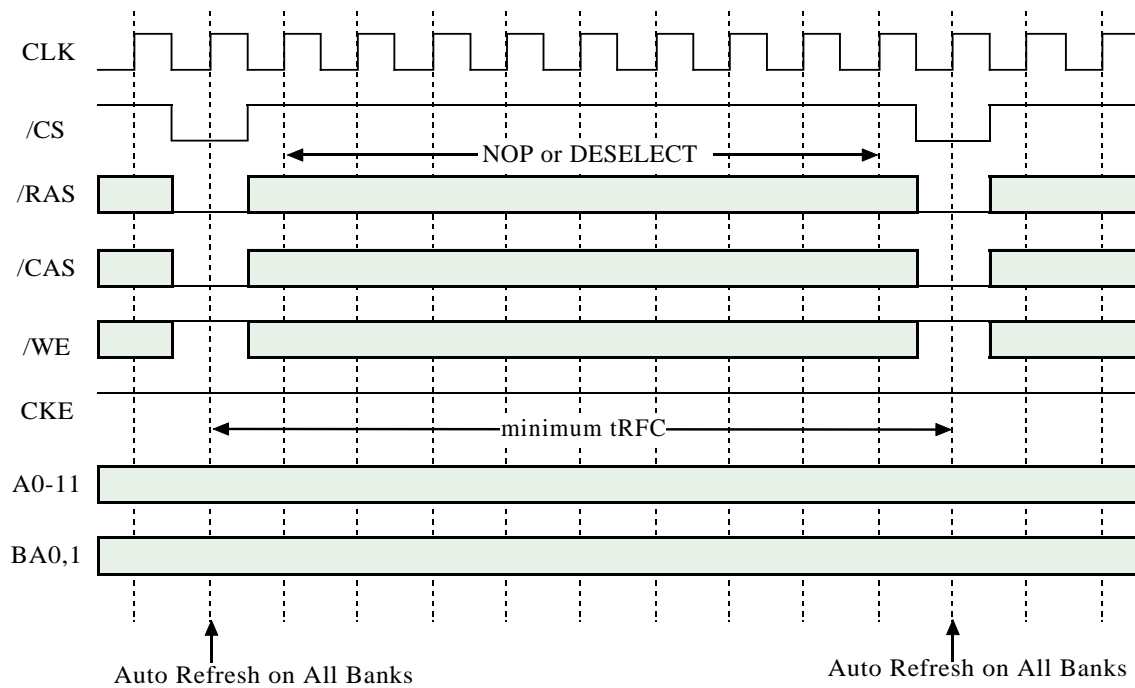 CLK
/CS
NOP or DESELECT
/RAS
/CAS
/WE
CKE
minimum tRFC
A0-11
BA0,1
Auto Refresh on All Banks
Auto Refresh on All Banks